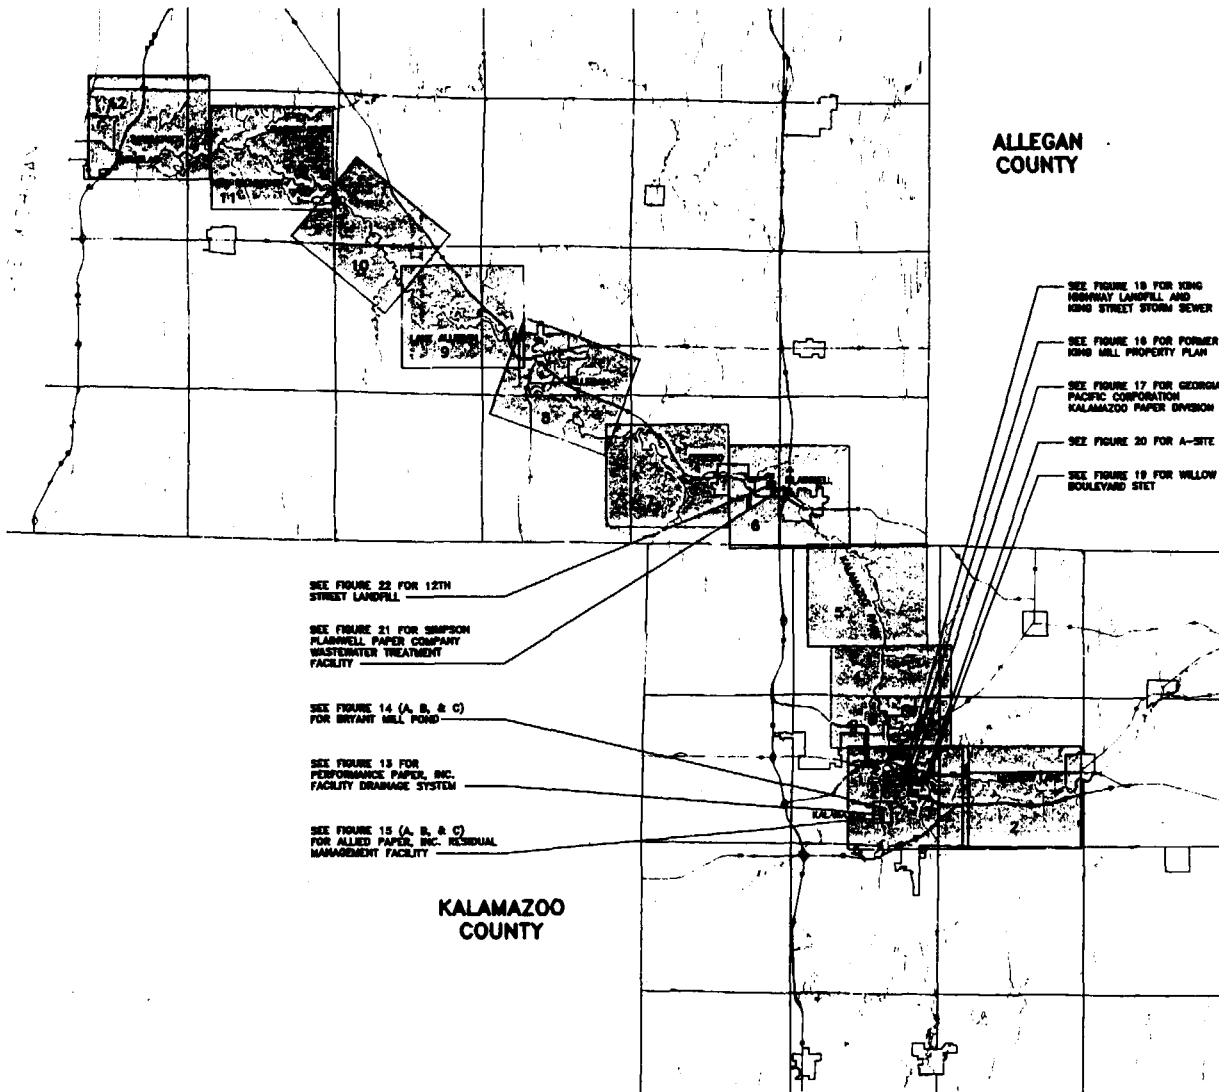 ALLEGAN
COUNTY
12
11
10
LAKE ALLEGAN
9
8
ALLEGAN
PLAINWELL
6
5
2
SEE FIGURE 18 FOR KING
HIGHWAY LANDFILL AND
KING STREET STORM SEWER
SEE FIGURE 16 FOR FORMER
KING MILL PROPERTY PLAN
SEE FIGURE 17 FOR GEORGIA
PACIFIC CORPORATION
KALAMAZOO PAPER DIVISION
SEE FIGURE 20 FOR A-SITE
SEE FIGURE 19 FOR WILLOW
BOULEVARD SITE
SEE FIGURE 22 FOR 12TH
STREET LANDFILL
SEE FIGURE 21 FOR SIMPSON
PLAINWELL PAPER COMPANY
WASTEWATER TREATMENT
FACILITY
SEE FIGURE 14 (A, B, & C)
FOR BRYANT MILL POND
SEE FIGURE 13 FOR
PERFORMANCE PAPER, INC.
FACILITY DRAINAGE SYSTEM
SEE FIGURE 15 (A, B, & C)
FOR ALLIED PAPER, INC. RESIDUAL
MANAGEMENT FACILITY
KALAMAZOO
COUNTY